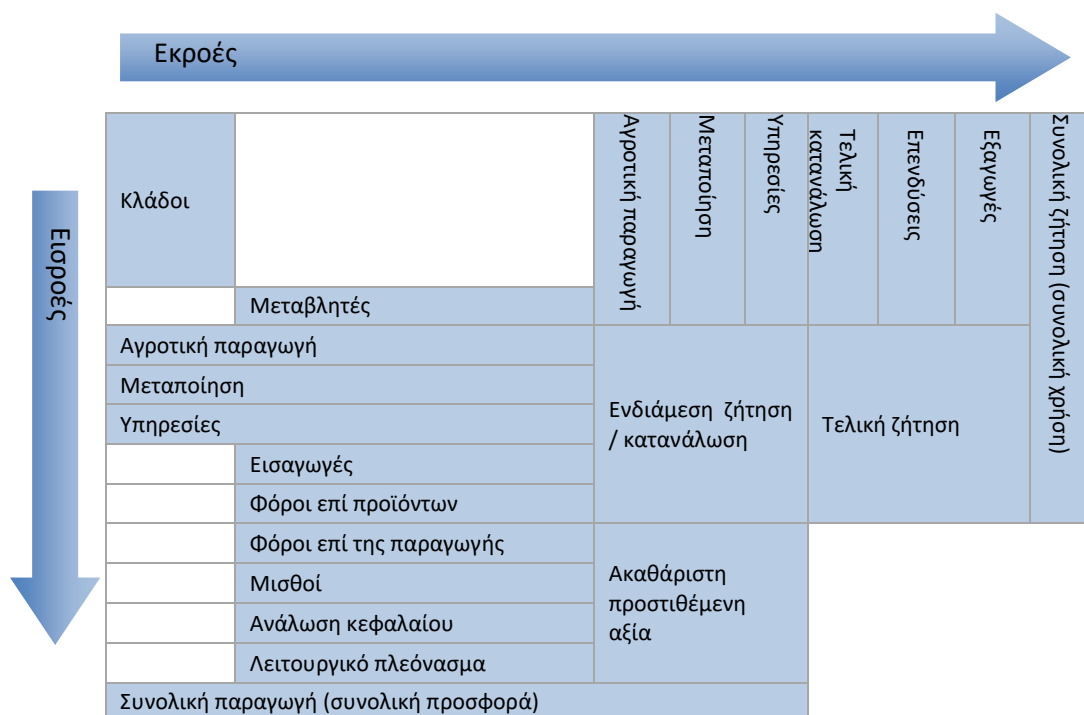 Εκροές
Εισροές
Κλάδοι
Αγροτική παραγωγή
Μεταποίηση
Υπηρεσίες
Τελική
κατανάλωση
Επενδύσεις
Εξαγωγές
Συνολική ζήτηση (συνολική χρήση)
Μεταβλητές
Αγροτική παραγωγή
Μεταποίηση
Υπηρεσίες
Εισαγωγές
Φόροι επί προϊόντων
Ενδιάμεση ζήτηση
/ κατανάλωση
Τελική ζήτηση
Φόροι επί της παραγωγής
Μισθοί
Ανάλωση κεφαλαίου
Λειτουργικό πλεόνασμα
Ακαθάριστη
προστιθέμενη
αξία
Συνολική παραγωγή (συνολική προσφορά)